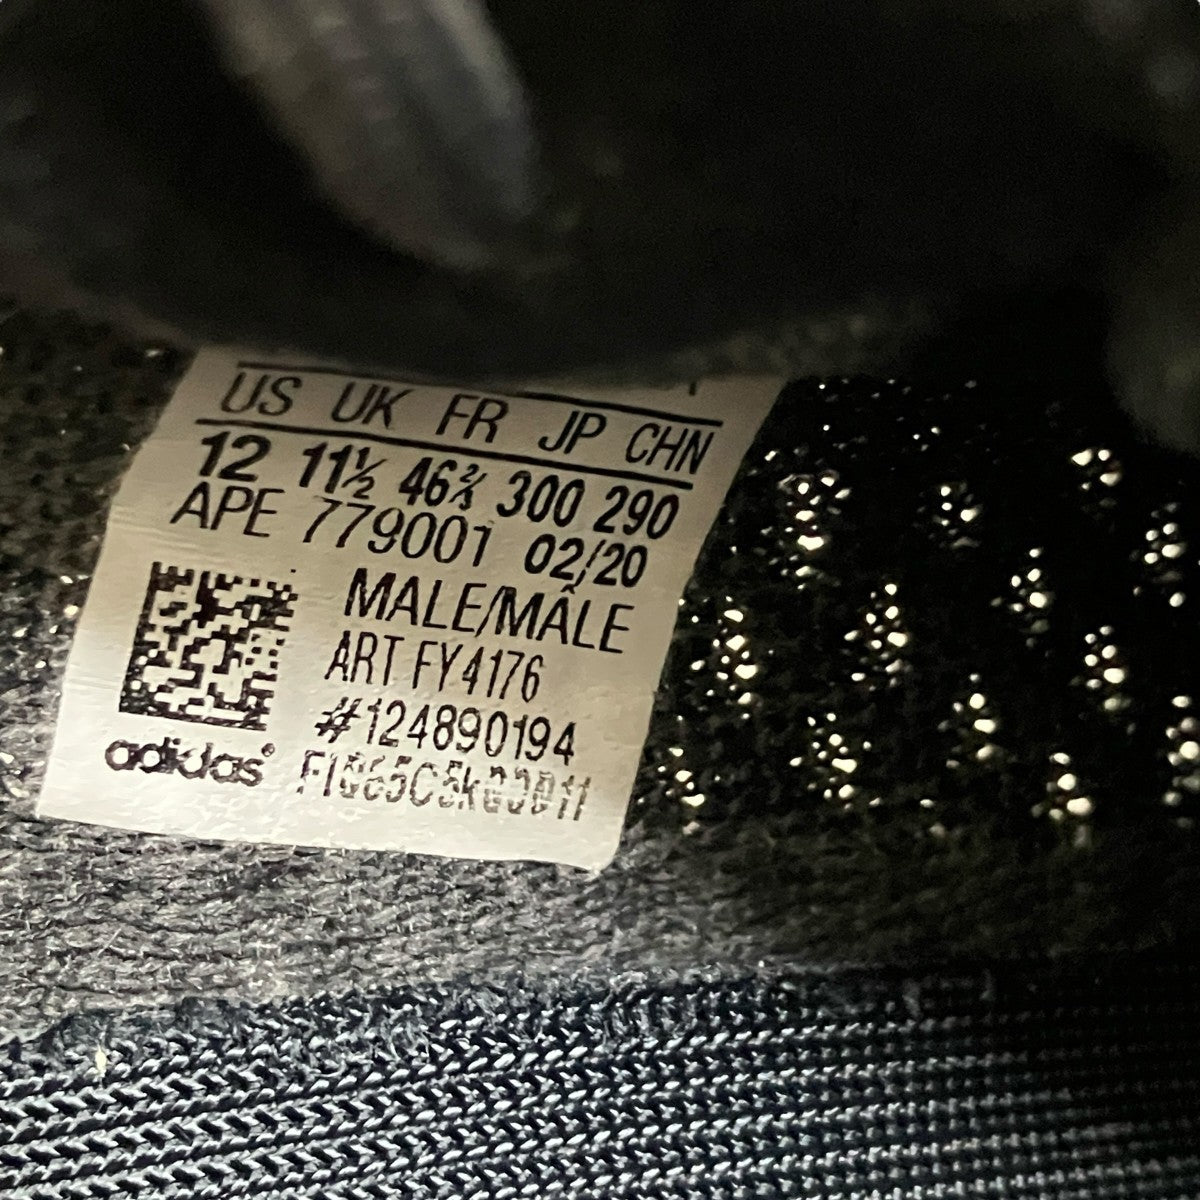 US UK FR JP CHN
12 11½ 46⅔ 300 290
APE 779001 02/20
MALE/MÂLE
ART FY4176
#124890194
adidas®